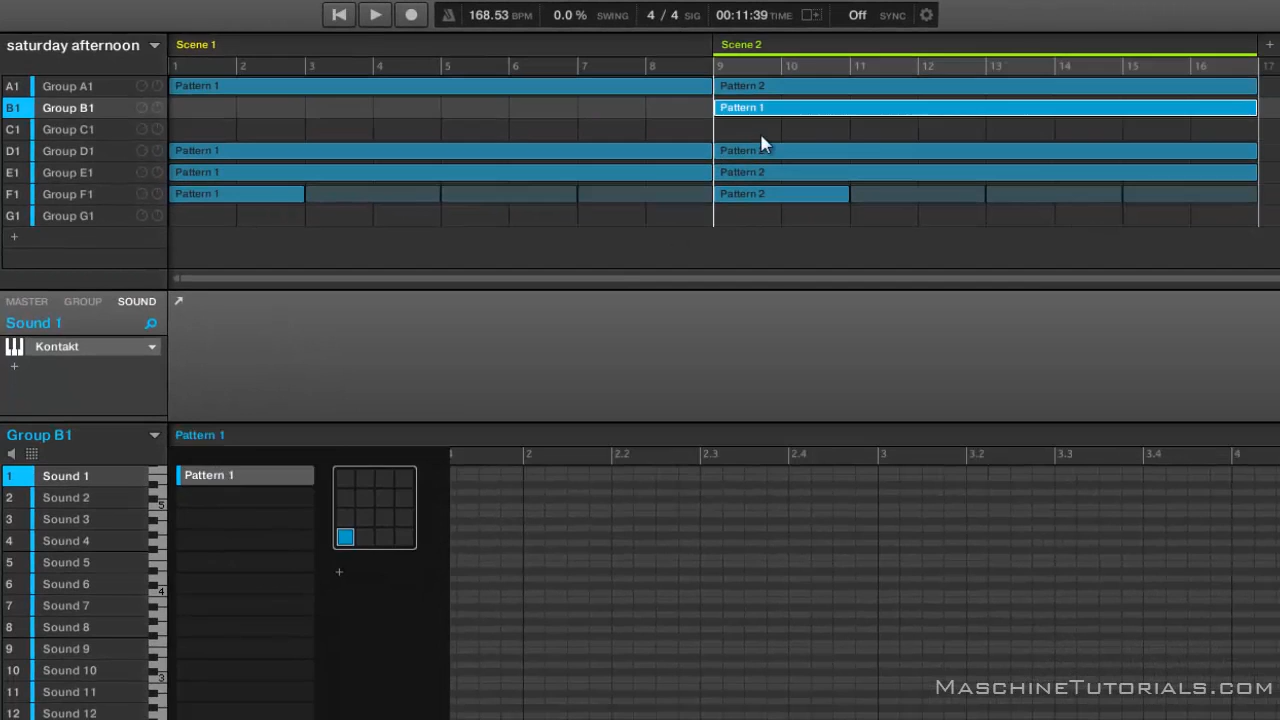 168.53 BPM 0.0 % SWING 4 / 4 SIG 00:11:39 TIME Off SYNC
saturday afternoon Scene 1 Scene 2 +
1 2 3 4 5 6 7 8 9 10 11 12 13 14 15 16 17
A1 Group A1 Pattern 1 Pattern 2
B1 Group B1 Pattern 1
C1 Group C1
D1 Group D1 Pattern 1 Pattern
E1 Group E1 Pattern 1 Pattern 2
F1 Group F1 Pattern 1 Pattern 2
G1 Group G1
+
MASTER GROUP SOUND
Sound 1
Kontakt
+
Group B1 Pattern 1
2 2.2 2.3 2.4 3 3.2 3.3 3.4 4
1 Sound 1 Pattern 1
2 Sound 2
5
3 Sound 3
4 Sound 4
5 Sound 5
+
6 Sound 6
4
7 Sound 7
8 Sound 8
9 Sound 9
10 Sound 10
3
11 Sound 11
MASCHINETUTORIALS.COM
12 Sound 12